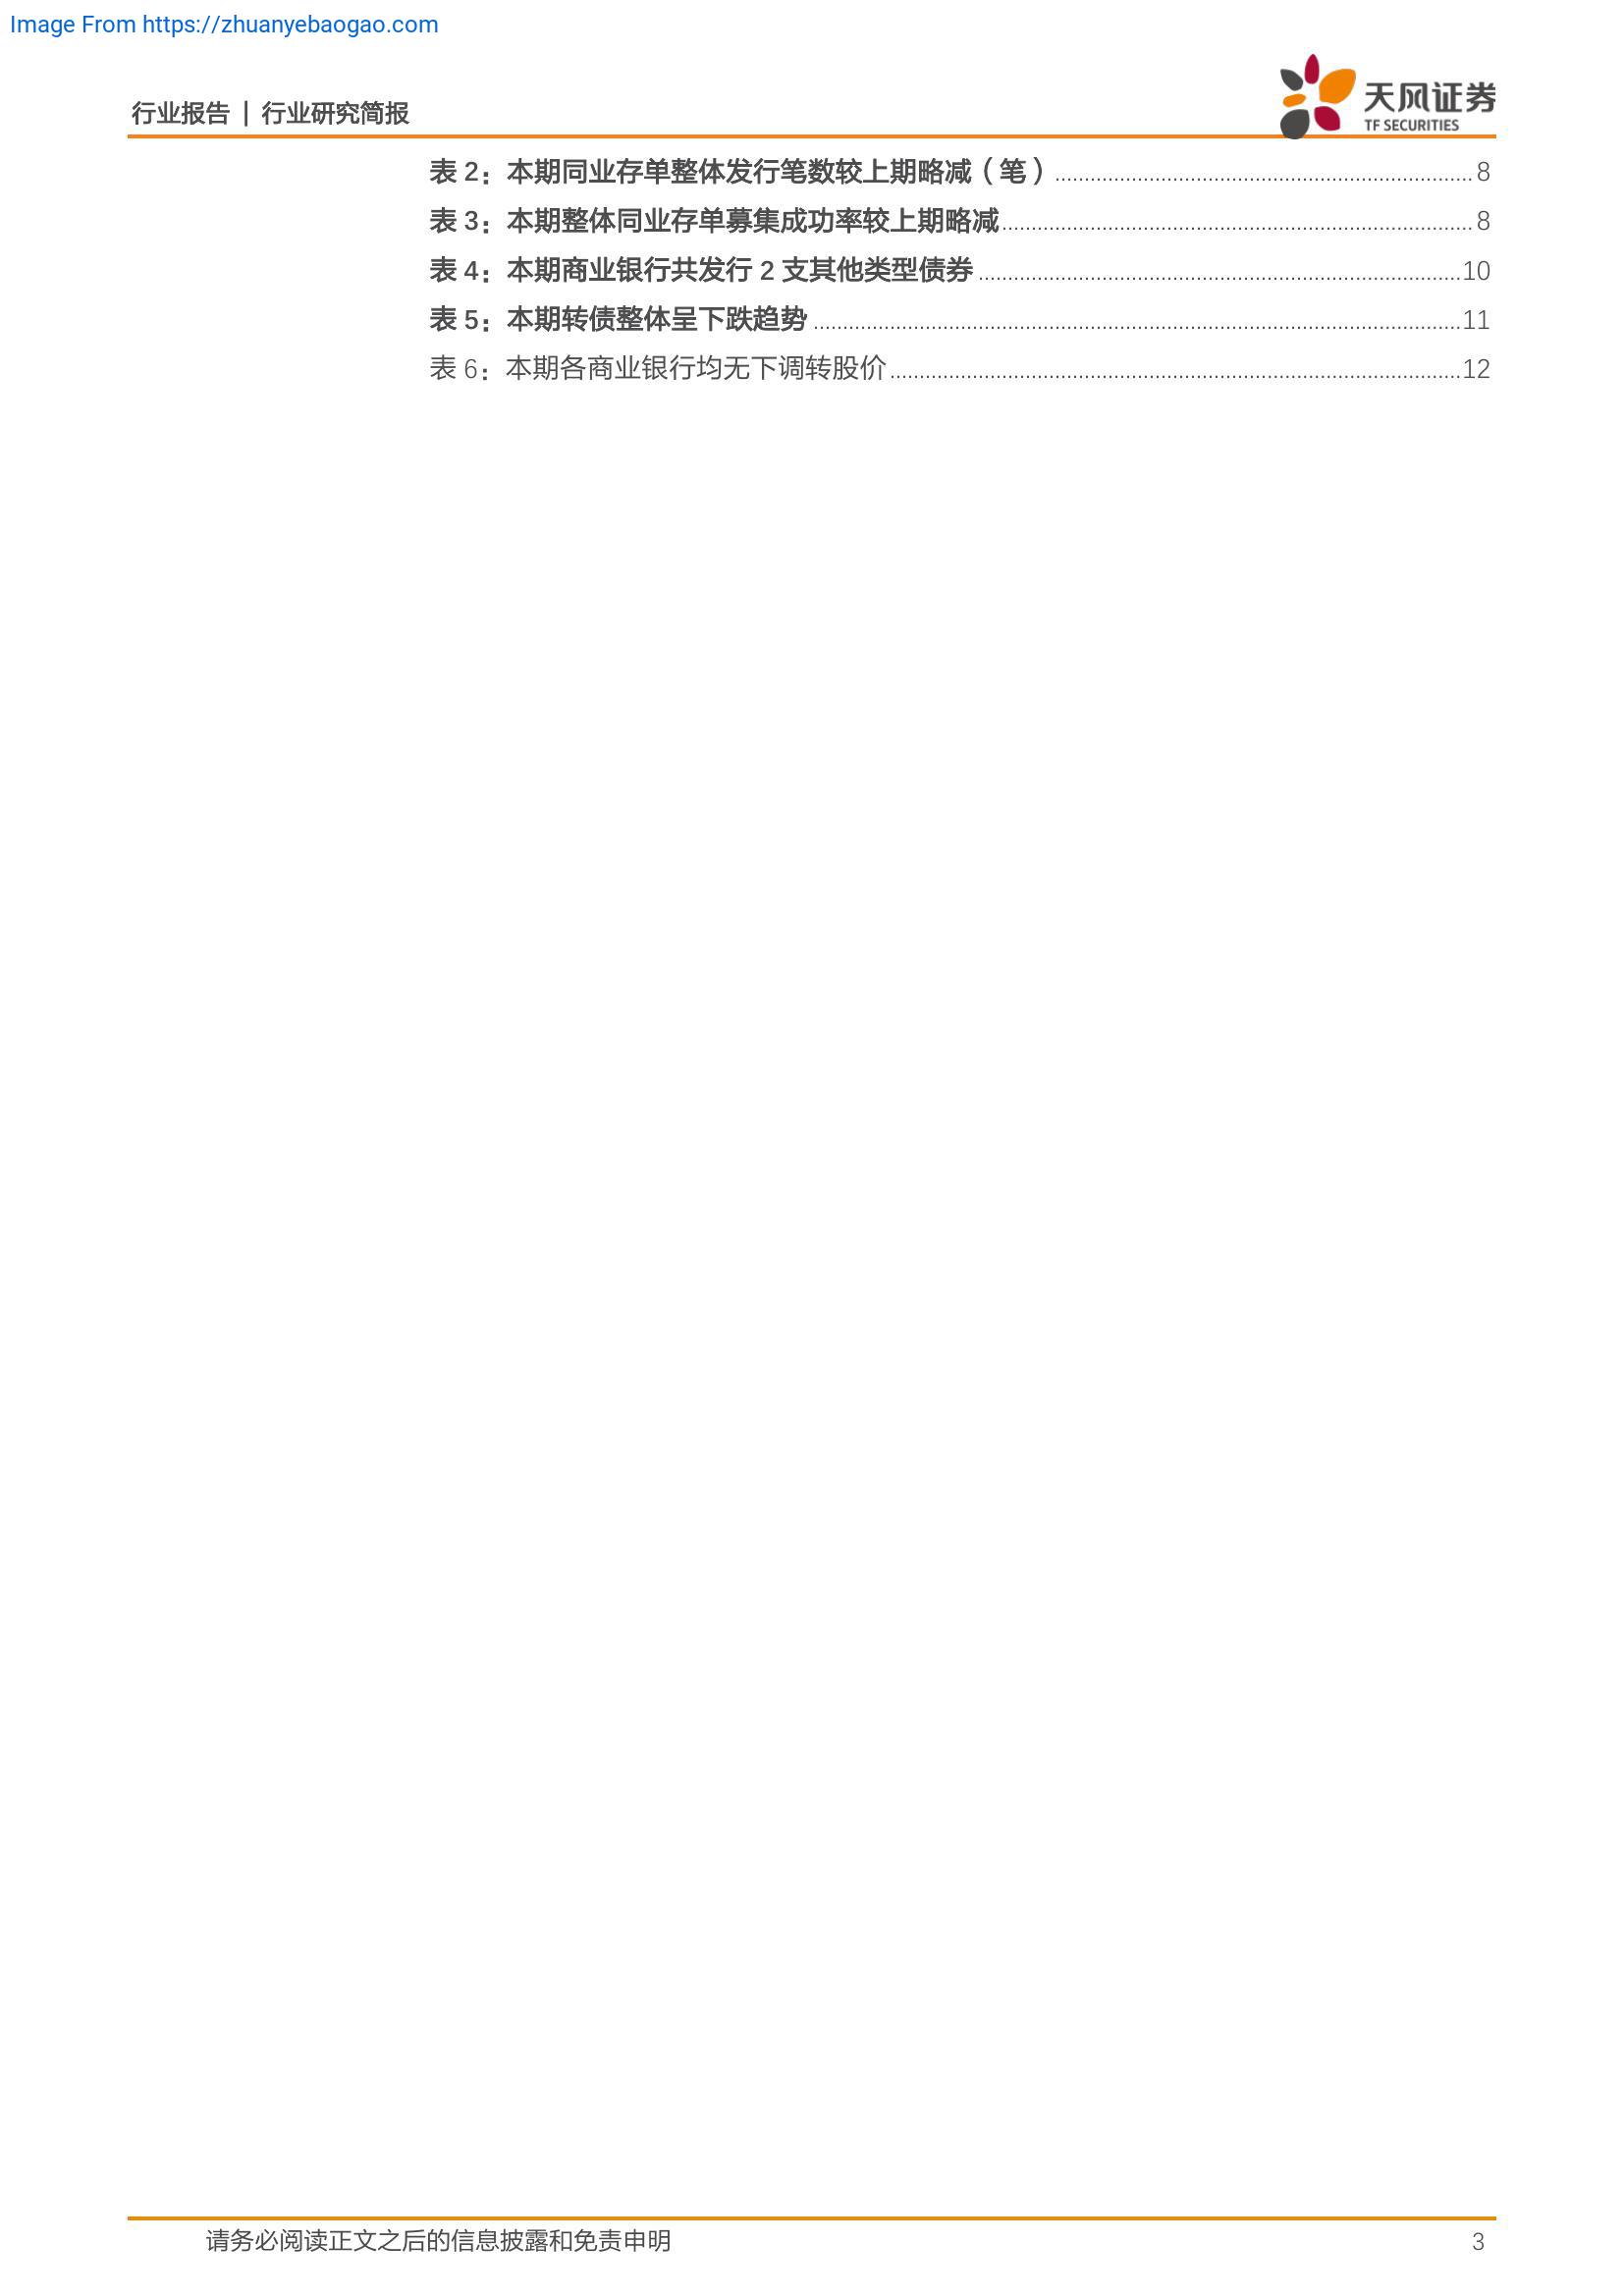 Image From https://zhuanyebaogao.com
行业报告 | 行业研究简报
天风证券
TF SECURITIES
表 2：本期同业存单整体发行笔数较上期略减（笔）........................................................................ 8
表 3：本期整体同业存单募集成功率较上期略减................................................................................. 8
表 4：本期商业银行共发行 2 支其他类型债券 ...................................................................................10
表 5：本期转债整体呈下跌趋势 ...............................................................................................................11
表 6：本期各商业银行均无下调转股价..................................................................................................12
请务必阅读正文之后的信息披露和免责申明 3